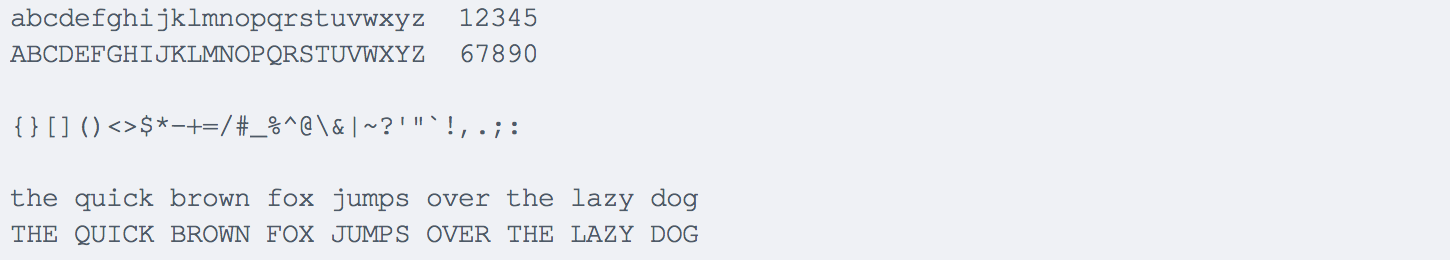 abcdefghijklmnopqrstuvwxyz  12345
ABCDEFGHIJKLMNOPQRSTUVWXYZ  67890
{}[]()<>$*-+=/#_%^@\&|~?'"`!,.;:
the quick brown fox jumps over the lazy dog
THE QUICK BROWN FOX JUMPS OVER THE LAZY DOG